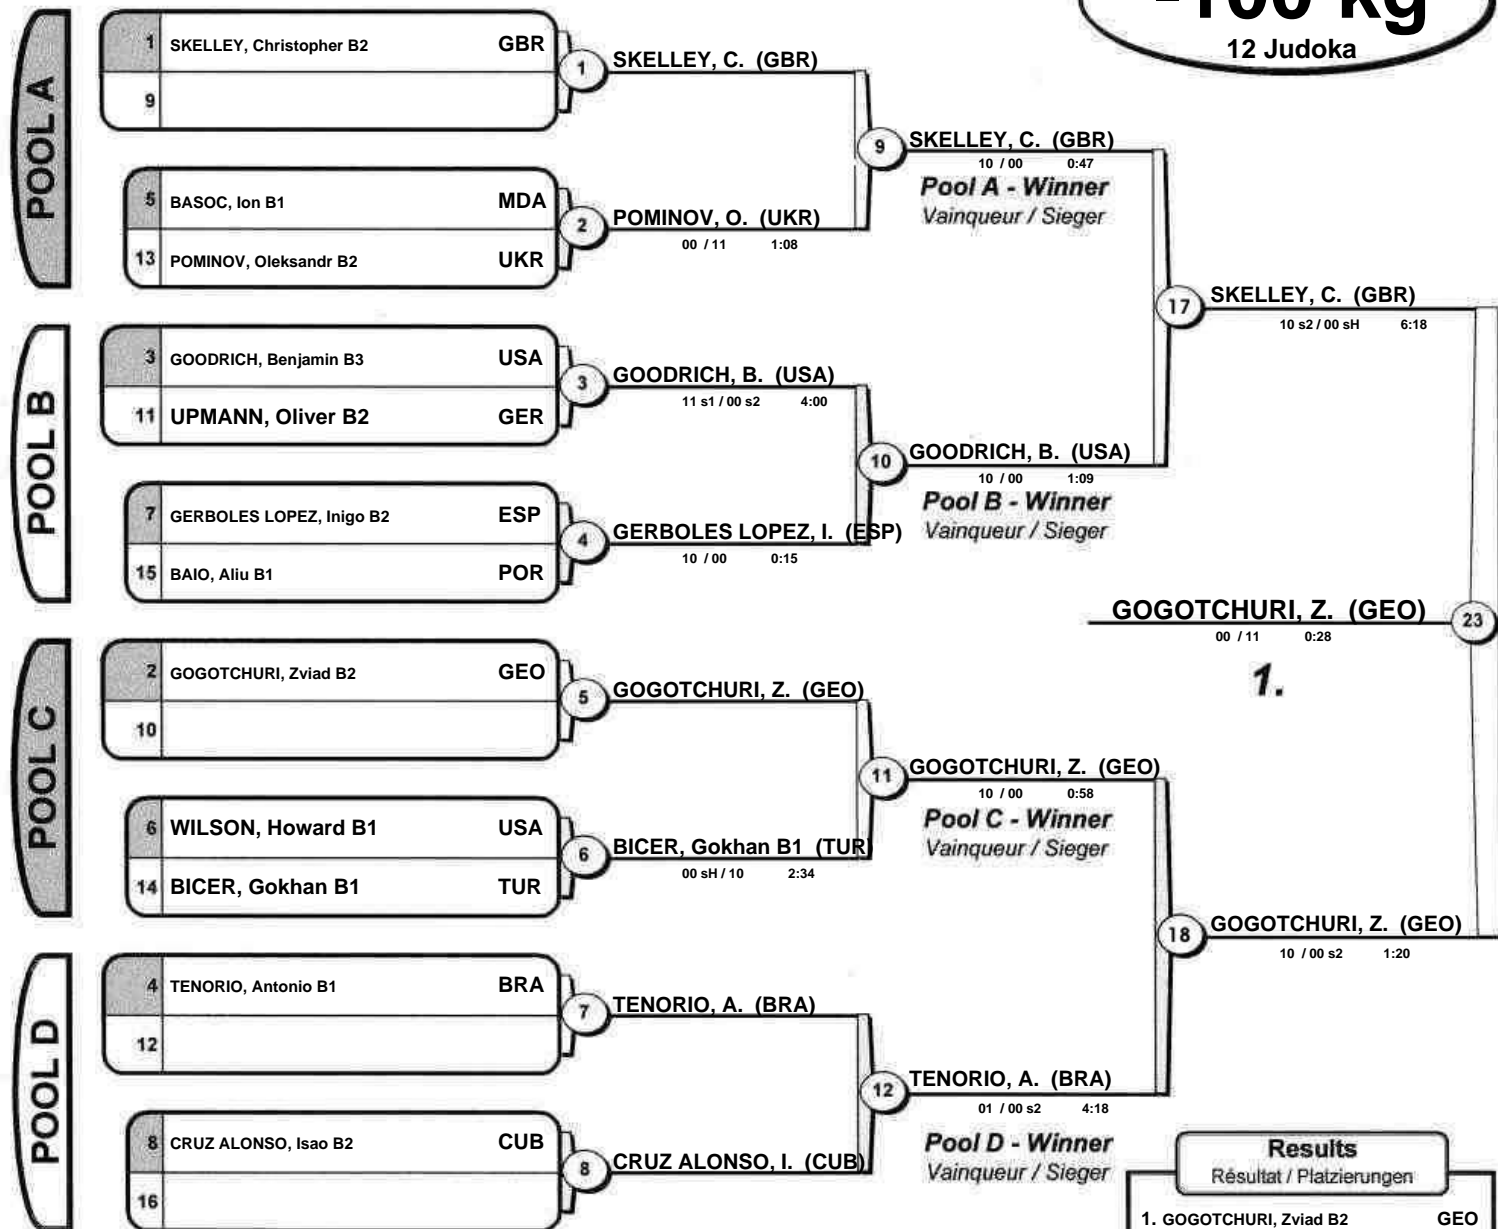 -100 kg
12 Judoka
POOL A
1 SKELLEY, Christopher B2 GBR
9
1 SKELLEY, C. (GBR)
5 BASOC, Ion B1 MDA
13 POMINOV, Oleksandr B2 UKR
2 POMINOV, O. (UKR)
00 / 11 1:08
9 SKELLEY, C. (GBR)
10 / 00 0:47
Pool A - Winner
Vainqueur / Sieger
POOL B
3 GOODRICH, Benjamin B3 USA
11 UPMANN, Oliver B2 GER
3 GOODRICH, B. (USA)
11 s1 / 00 s2 4:00
7 GERBOLES LOPEZ, Inigo B2 ESP
15 BAIO, Aliu B1 POR
4 GERBOLES LOPEZ, I. (ESP)
10 / 00 0:15
10 GOODRICH, B. (USA)
10 / 00 1:09
Pool B - Winner
Vainqueur / Sieger
17 SKELLEY, C. (GBR)
10 s2 / 00 sH 6:18
GOGOTCHURI, Z. (GEO) 23
00 / 11 0:28
1.
POOL C
2 GOGOTCHURI, Zviad B2 GEO
10
5 GOGOTCHURI, Z. (GEO)
6 WILSON, Howard B1 USA
14 BICER, Gokhan B1 TUR
6 BICER, Gokhan B1 (TUR)
00 sH / 10 2:34
11 GOGOTCHURI, Z. (GEO)
10 / 00 0:58
Pool C - Winner
Vainqueur / Sieger
18 GOGOTCHURI, Z. (GEO)
10 / 00 s2 1:20
POOL D
4 TENORIO, Antonio B1 BRA
12
7 TENORIO, A. (BRA)
8 CRUZ ALONSO, Isao B2 CUB
16
8 CRUZ ALONSO, I. (CUB)
12 TENORIO, A. (BRA)
01 / 00 s2 4:18
Pool D - Winner
Vainqueur / Sieger
Results
Résultat / Platzierungen
1. GOGOTCHURI, Zviad B2 GEO